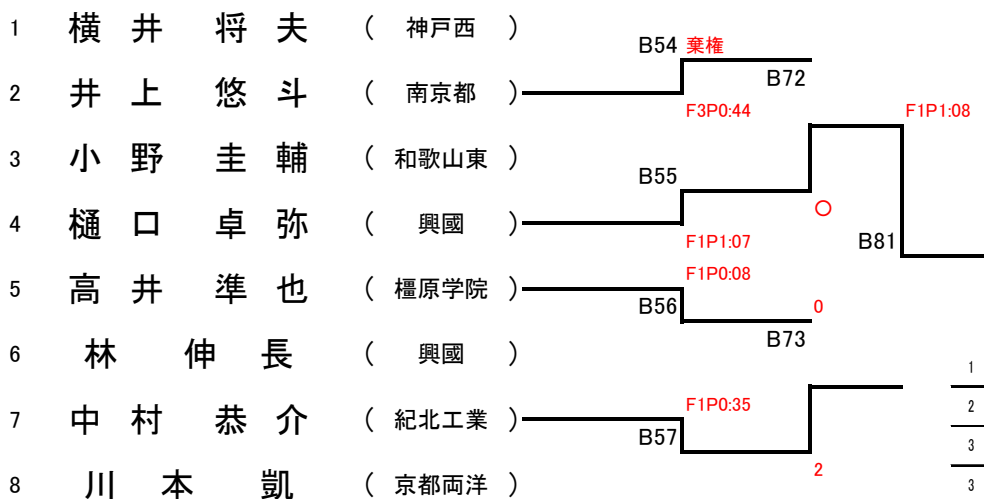 1 横井 将夫 ( 神戸西 )
B54 棄権
2 井上 悠斗 ( 南京都 )
B72
F3P0:44
F1P1:08
3 小野 圭輔 ( 和歌山東 )
B55
○
4 樋口 卓弥 ( 興國 )
F1P1:07
B81
F1P0:08
5 高井 準也 ( 橿原学院 )
B56
0
B73
6 林 伸長 ( 興國 )
1
F1P0:35
2
7 中村 恭介 ( 紀北工業 )
B57
3
2
8 川本 凱 ( 京都両洋 )
3